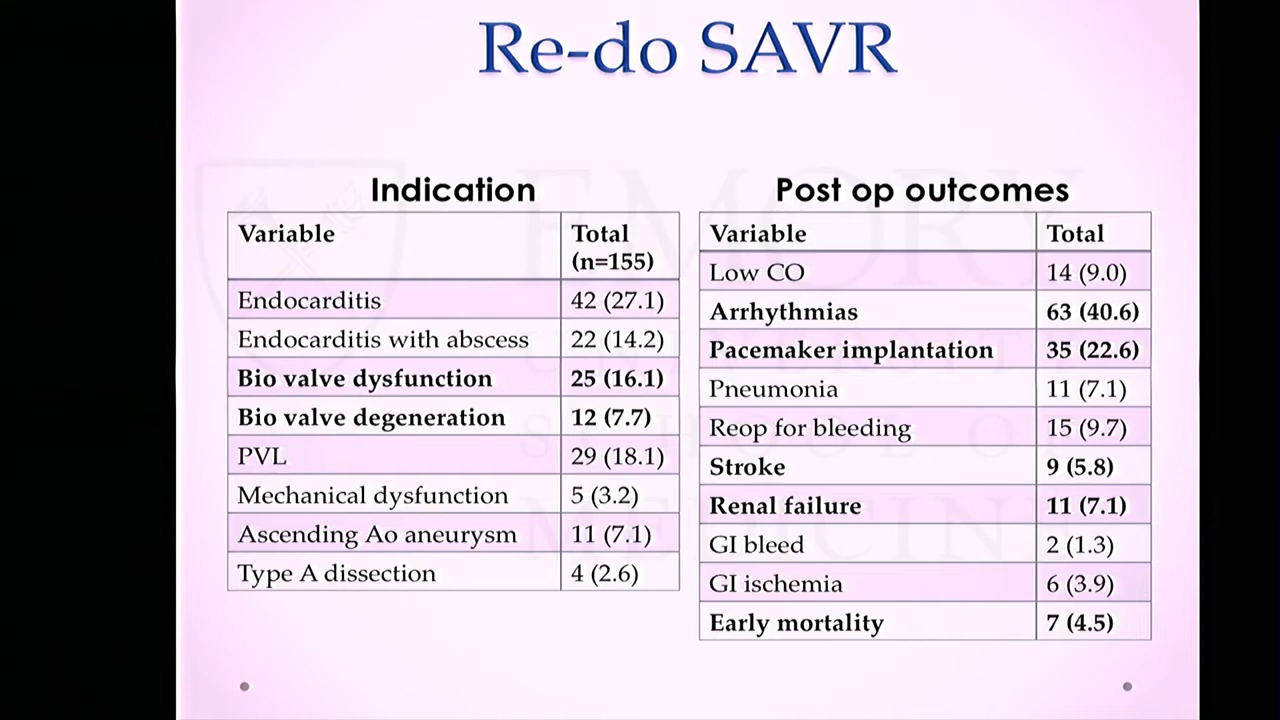 Re-do SAVR
Indication
Variable Total (n=155)
Endocarditis 42 (27.1)
Endocarditis with abscess 22 (14.2)
Bio valve dysfunction 25 (16.1)
Bio valve degeneration 12 (7.7)
PVL 29 (18.1)
Mechanical dysfunction 5 (3.2)
Ascending Ao aneurysm 11 (7.1)
Type A dissection 4 (2.6)
Post op outcomes
Variable Total
Low CO 14 (9.0)
Arrhythmias 63 (40.6)
Pacemaker implantation 35 (22.6)
Pneumonia 11 (7.1)
Reop for bleeding 15 (9.7)
Stroke 9 (5.8)
Renal failure 11 (7.1)
GI bleed 2 (1.3)
GI ischemia 6 (3.9)
Early mortality 7 (4.5)
EMORY
UNIVERSITY
SCHOOL OF
MEDICINE